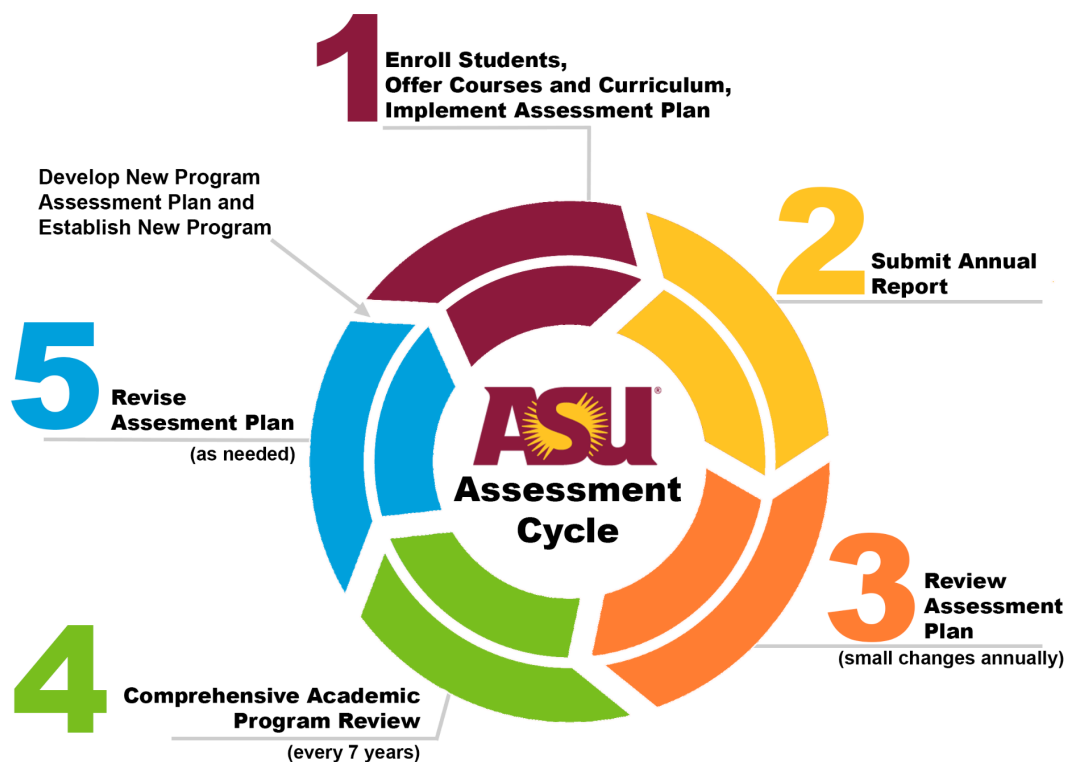 1
Enroll Students,
Offer Courses and Curriculum,
Implement Assessment Plan
Develop New Program
Assessment Plan and
Establish New Program
2
Submit Annual
Report
3
Review
Assessment
Plan
(small changes annually)
4
Comprehensive Academic
Program Review
(every 7 years)
5
Revise
Assesment Plan
(as needed)
ASU®
Assessment
Cycle